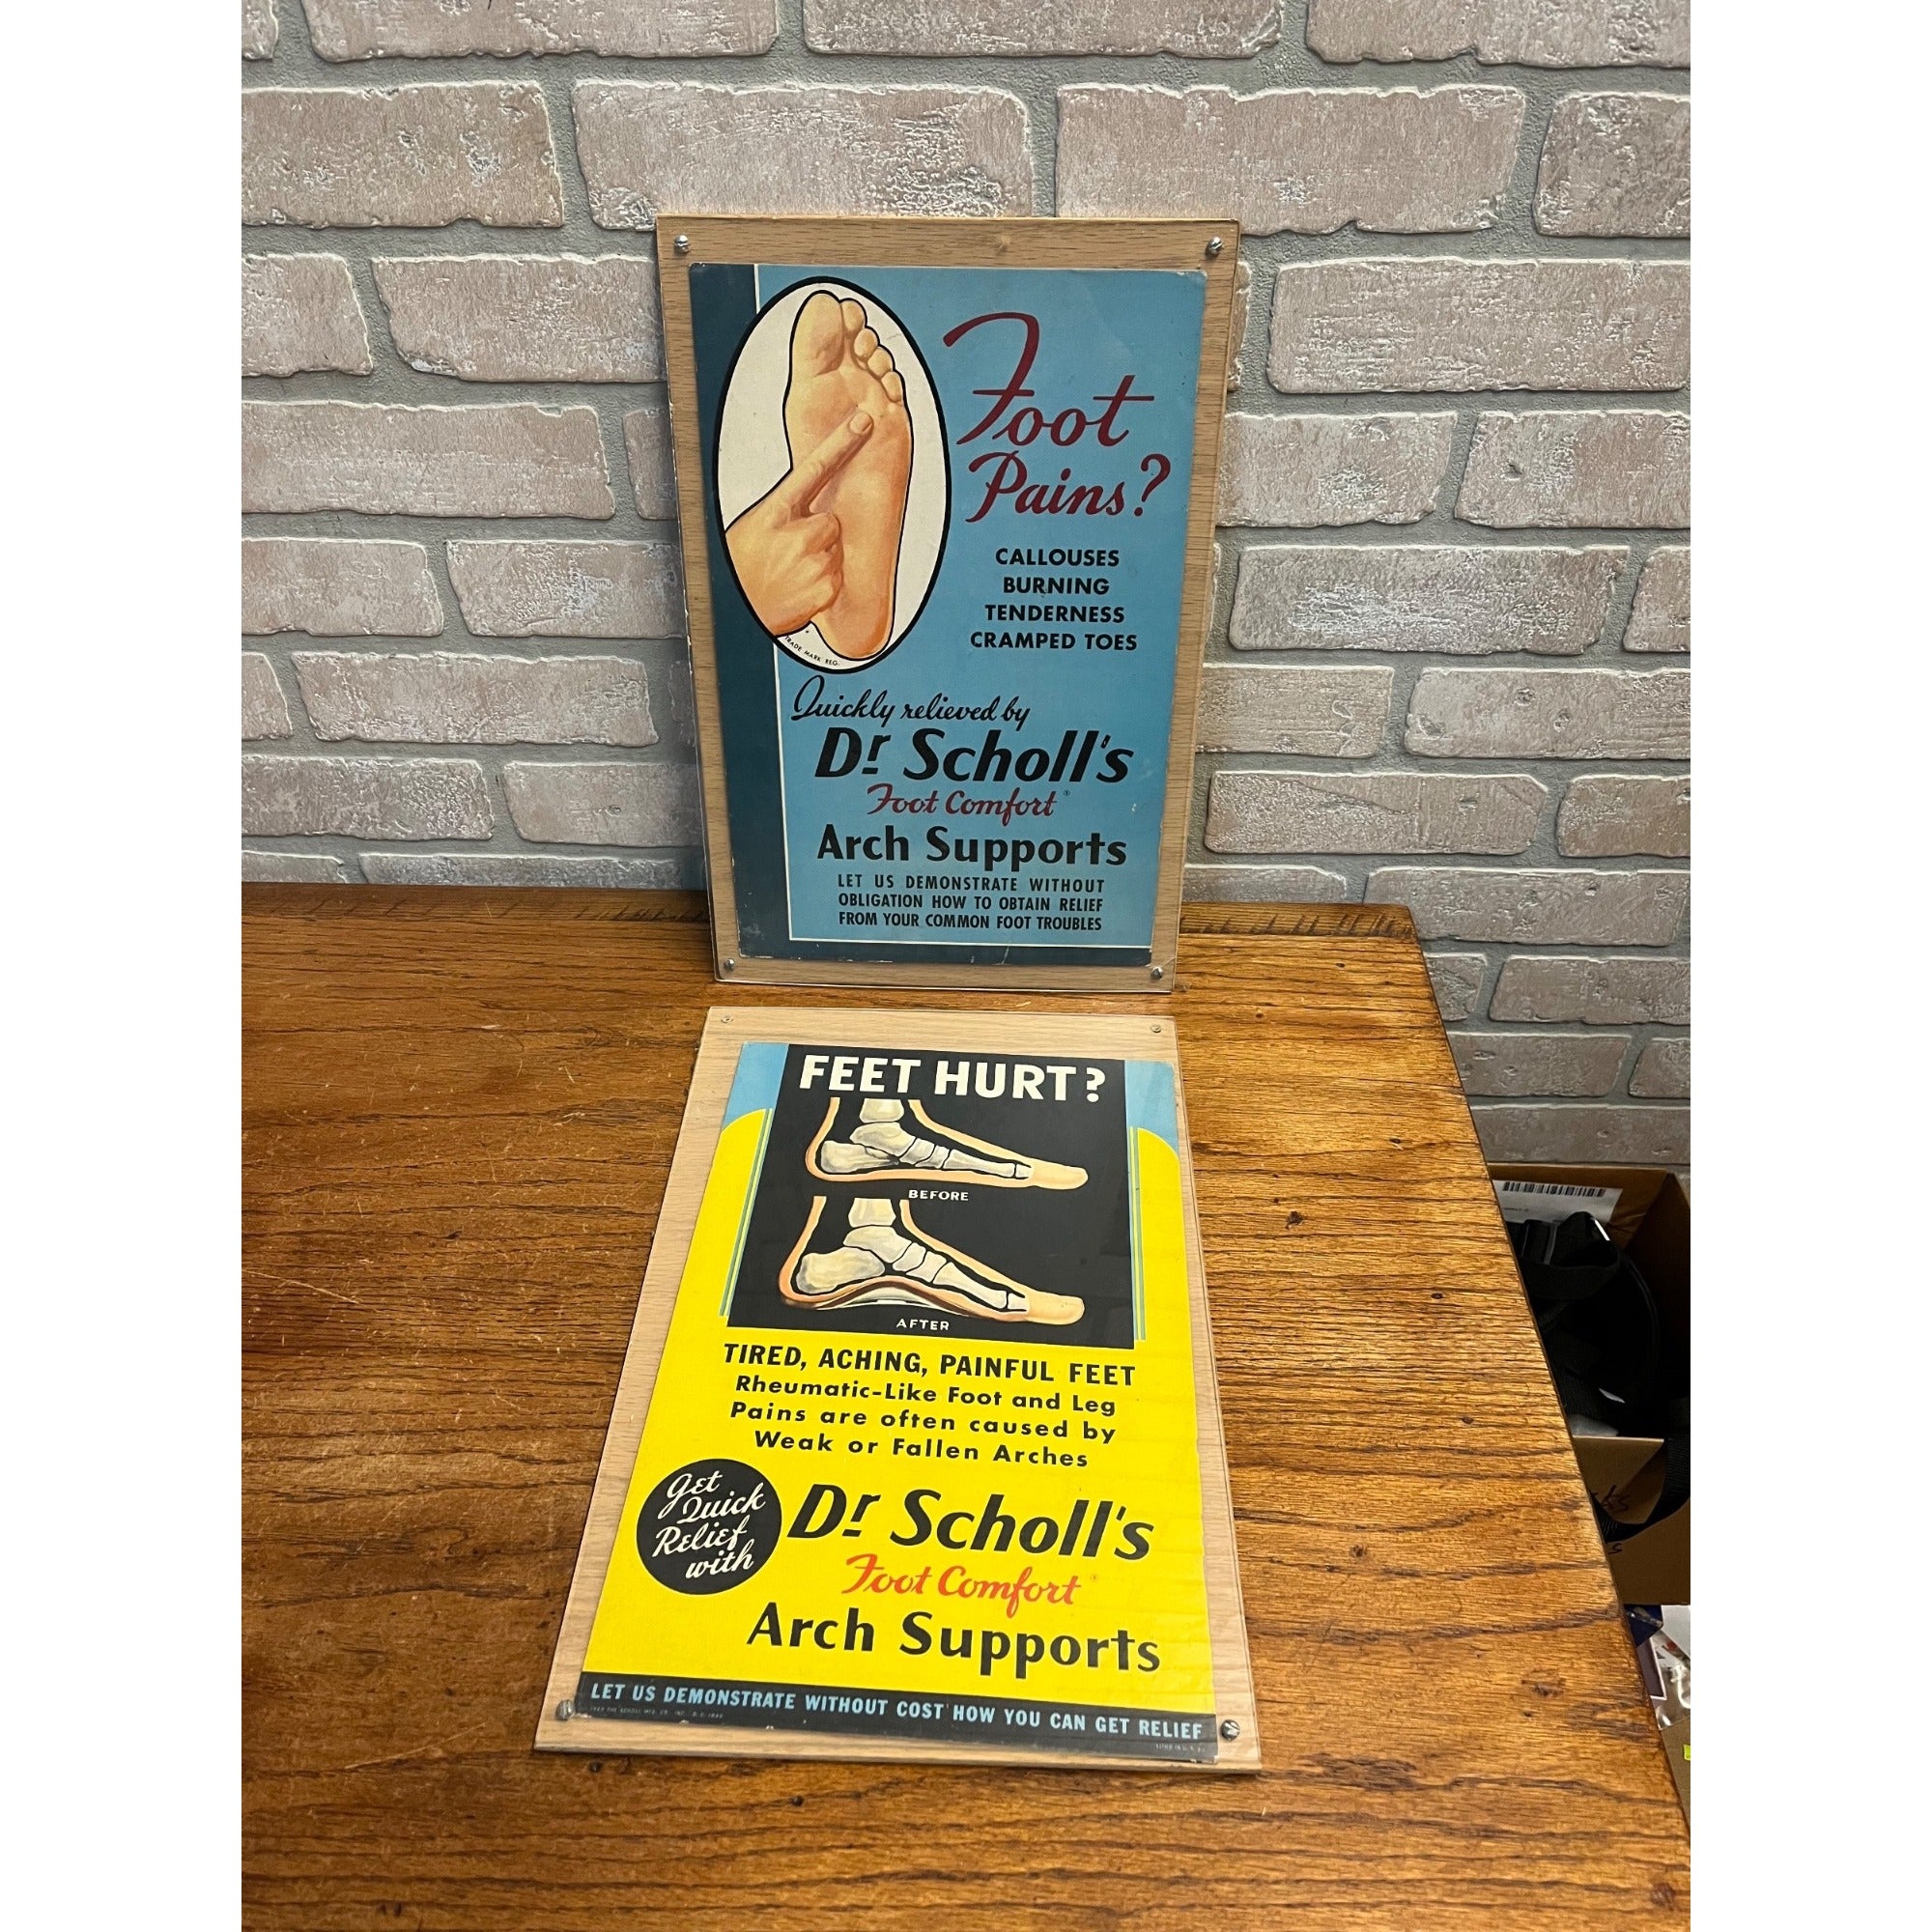 Foot
Pains?
CALLOUSES
BURNING
TENDERNESS
CRAMPED TOES
TRADE MARK REG.
Quickly relieved by
Dr. Scholl's
Foot Comfort
Arch Supports
LET US DEMONSTRATE WITHOUT
OBLIGATION HOW TO OBTAIN RELIEF
FROM YOUR COMMON FOOT TROUBLES
FEET HURT?
BEFORE
AFTER
TIRED, ACHING, PAINFUL FEET
Rheumatic-Like Foot and Leg
Pains are often caused by
Weak or Fallen Arches
Get
Quick
Relief
with
Dr. Scholl's
Foot Comfort
Arch Supports
LET US DEMONSTRATE WITHOUT COST HOW YOU CAN GET RELIEF